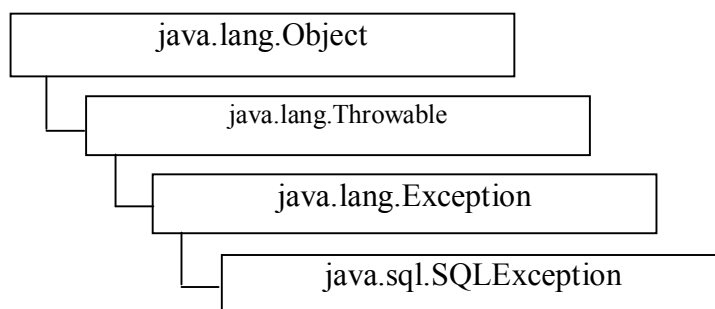 java.lang.Object
java.lang.Throwable
java.lang.Exception
java.sql.SQLException